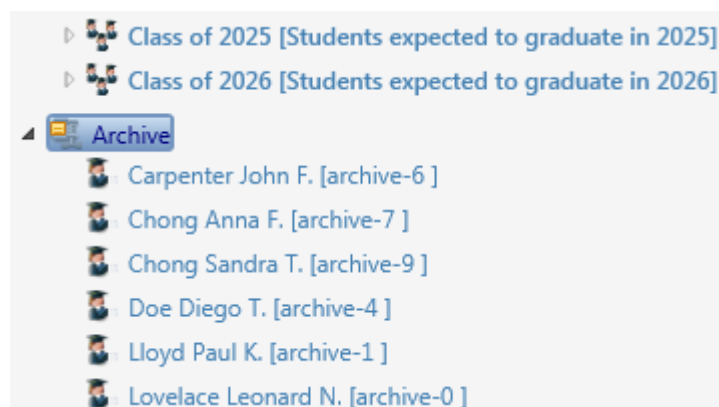 Class of 2025 [Students expected to graduate in 2025]
Class of 2026 [Students expected to graduate in 2026]
Archive
Carpenter John F. [archive-6 ]
Chong Anna F. [archive-7 ]
Chong Sandra T. [archive-9 ]
Doe Diego T. [archive-4 ]
Lloyd Paul K. [archive-1 ]
Lovelace Leonard N. [archive-0 ]